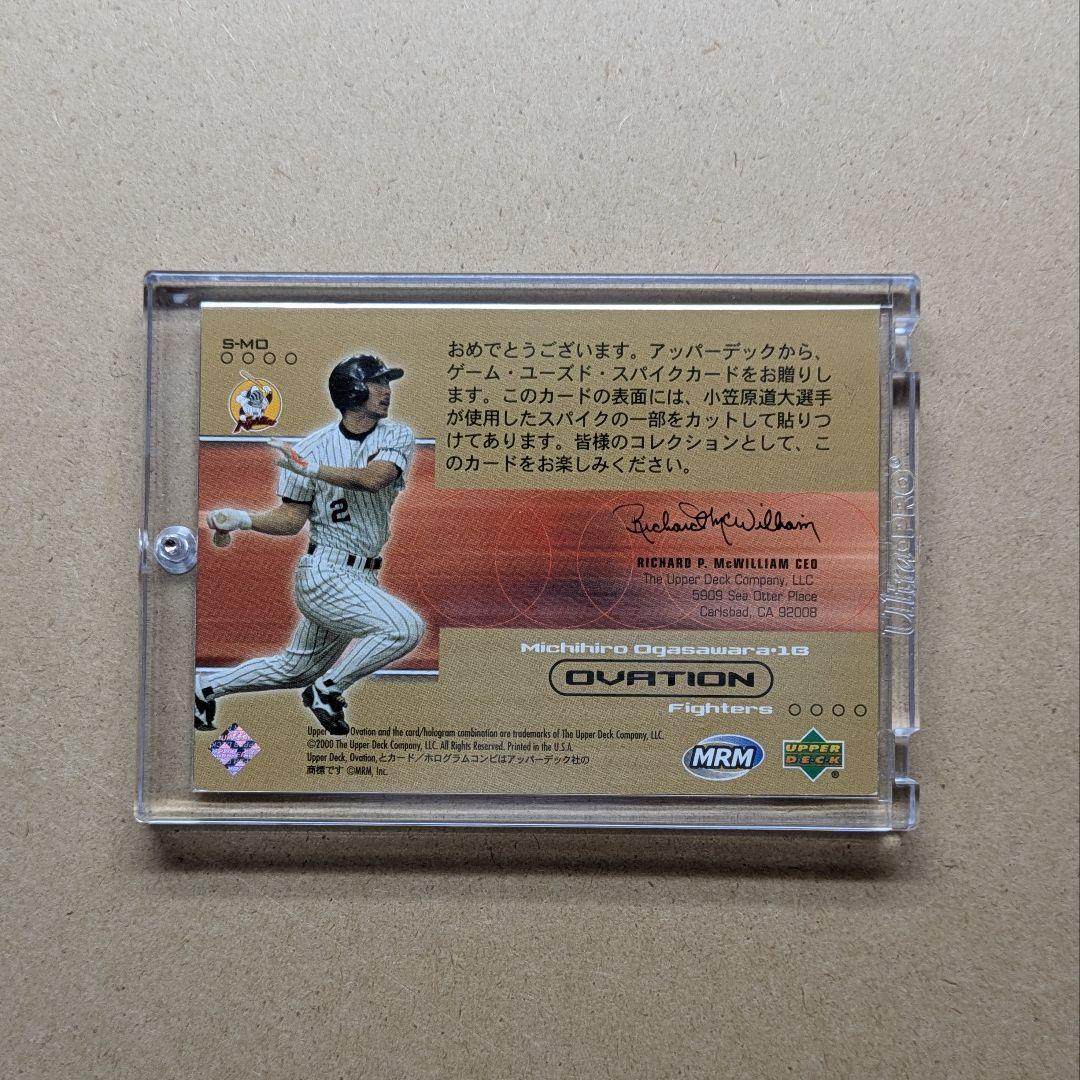 S-MO
Fighters
2
おめでとうございます。アッパーデックから、
ゲーム・ユーズド・スパイクカードをお贈りし
ます。このカードの表面には、小笠原道大選手
が使用したスパイクの一部をカットして貼りつ
けてあります。皆様のコレクションとして、こ
のカードをお楽しみください。
Richard McWilliam
RICHARD P. McWILLIAM CEO
The Upper Deck Company, LLC
5909 Sea Otter Place
Carlsbad, CA 92008
Michihiro Ogasawara•1B
OVATION
Fighters
Upper Ovation and the card/hologram combination are trademarks of The Upper Deck Company, LLC.
©2000 The Upper Deck Company, LLC. All Rights Reserved. Printed in the U.S.A.
Upper Deck, Ovation,とカード／ホログラムコンビはアッパーデック社の
商標です ©MRM, Inc.
MRM
UPPER
DECK
®
Ultra•PRO®